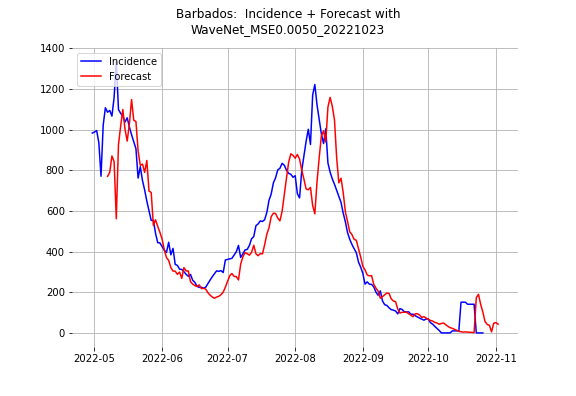 Barbados:  Incidence + Forecast with
WaveNet_MSE0.0050_20221023
1400
1200
1000
800
600
400
200
0
Incidence
Forecast
2022-05 2022-06 2022-07 2022-08 2022-09 2022-10 2022-11